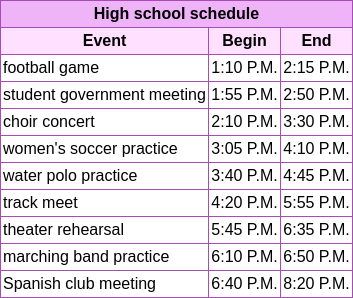 High school schedule
Event Begin End
football game 1:10 P.M. 2:15 P.M.
student government meeting 1:55 P.M. 2:50 P.M.
choir concert 2:10 P.M. 3:30 P.M.
women's soccer practice 3:05 P.M. 4:10 P.M.
water polo practice 3:40 P.M. 4:45 P.M.
track meet 4:20 P.M. 5:55 P.M.
theater rehearsal 5:45 P.M. 6:35 P.M.
marching band practice 6:10 P.M. 6:50 P.M.
Spanish club meeting 6:40 P.M. 8:20 P.M.